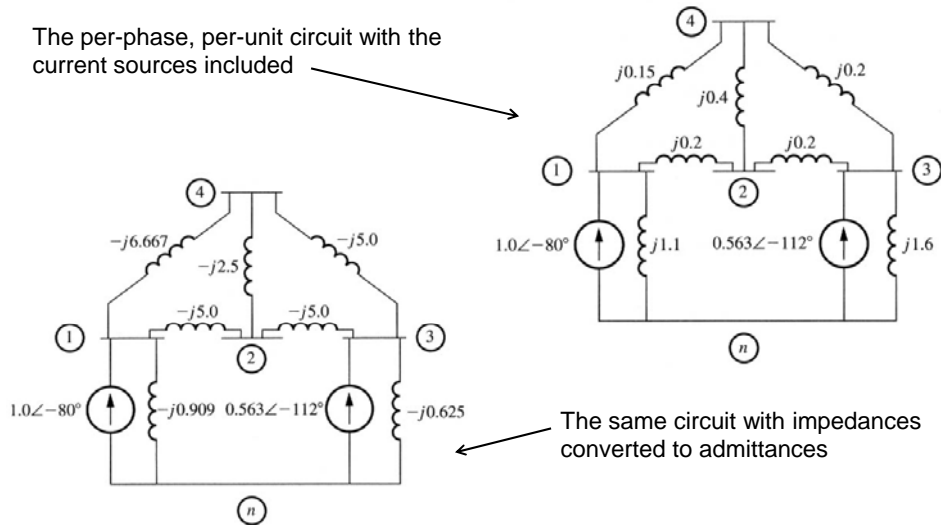 The per-phase, per-unit circuit with the
current sources included
4
j0.15
j0.2
j0.4
j0.2
j0.2
1
2
3
1.0∠−80°
j1.1
0.563∠−112°
j1.6
n
4
−j6.667
−j5.0
−j2.5
−j5.0
−j5.0
1
2
3
1.0∠−80°
−j0.909
0.563∠−112°
−j0.625
n
The same circuit with impedances
converted to admittances